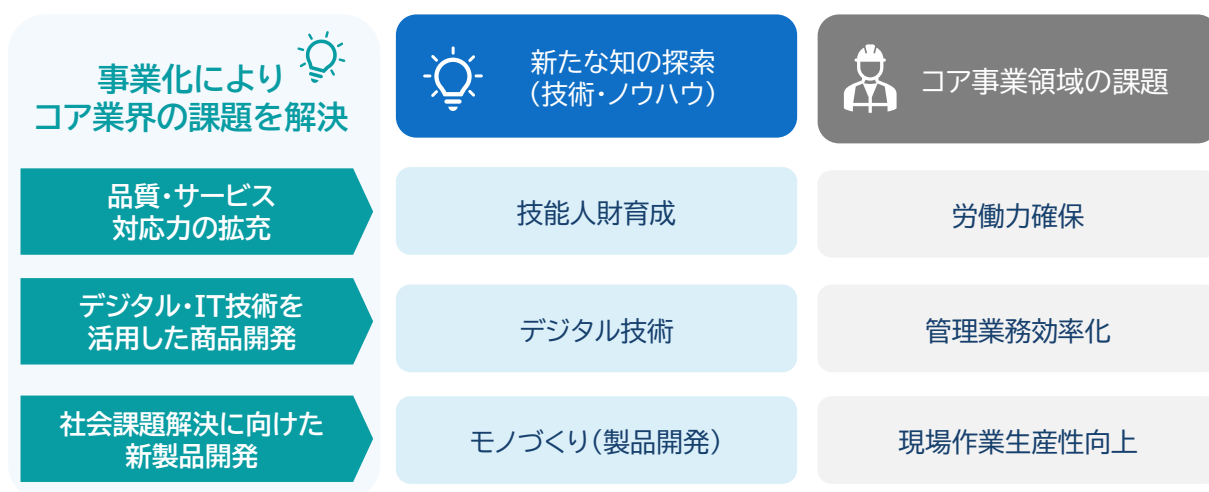 事業化により
コア業界の課題を解決
新たな知の探索
(技術・ノウハウ)
コア事業領域の課題
品質・サービス
対応力の拡充
技能人財育成
労働力確保
デジタル・IT技術を
活用した商品開発
デジタル技術
管理業務効率化
社会課題解決に向けた
新製品開発
モノづくり(製品開発)
現場作業生産性向上